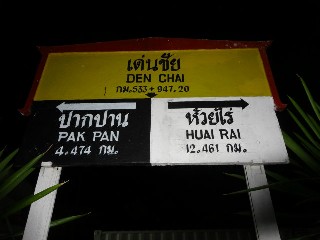 เด่นชัย
DEN CHAI
กม.533+947.20
ปากปาน
PAK PAN
4.474 กม.
ห้วยไร่
HUAI RAI
12.461 กม.